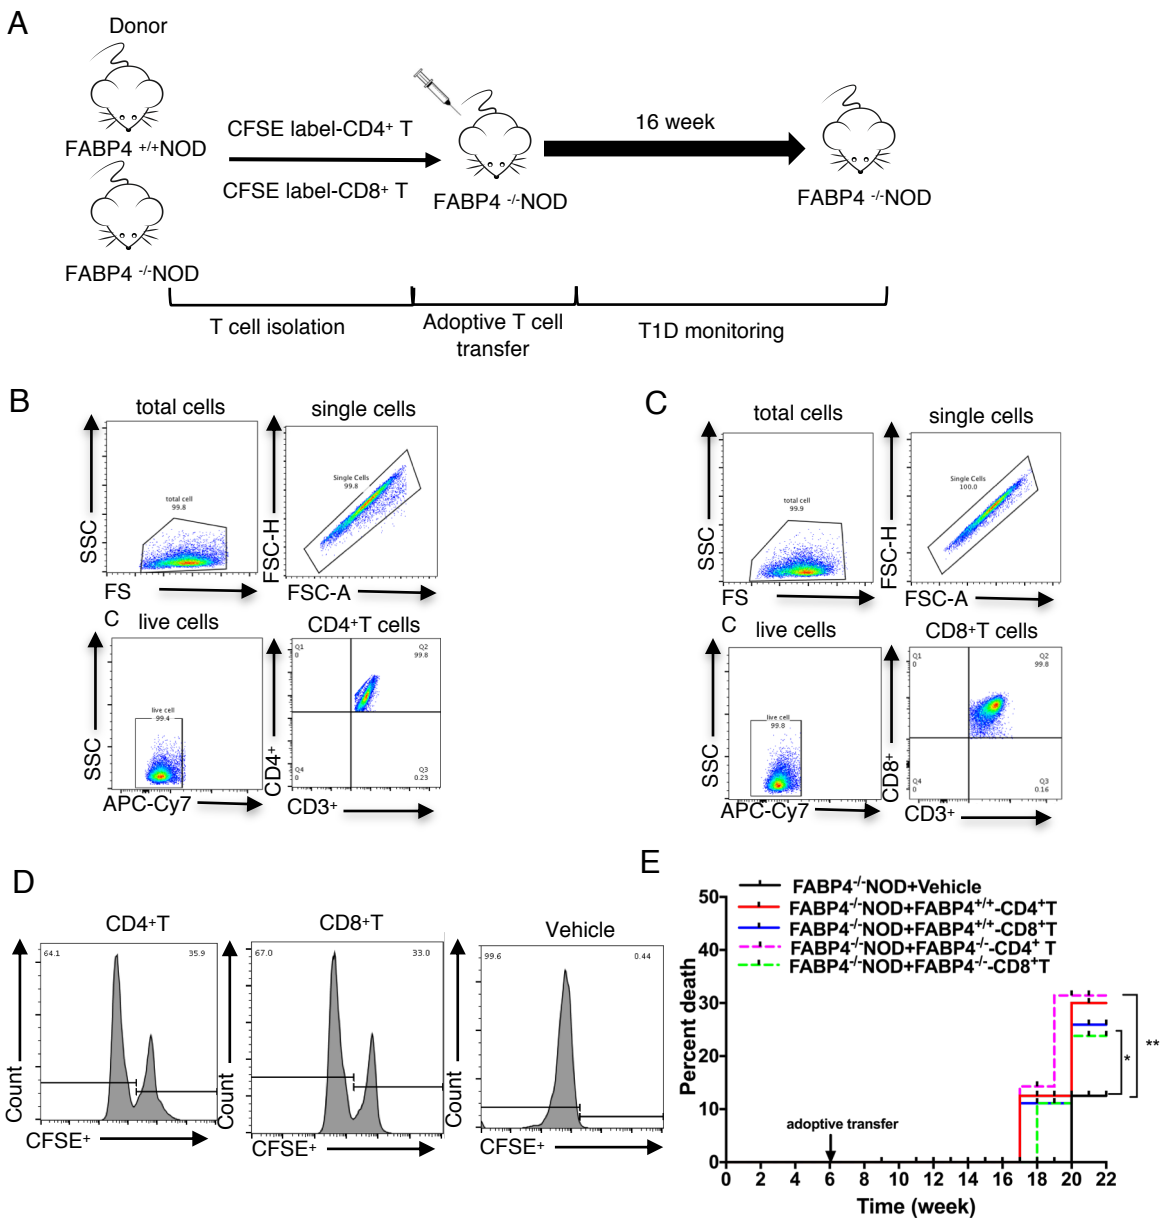 A
Donor
FABP4 +/+NOD
FABP4 -/-NOD
CFSE label-CD4+ T
CFSE label-CD8+ T
FABP4 -/-NOD
16 week
FABP4 -/-NOD
T cell isolation
Adoptive T cell
transfer
T1D monitoring
B
total cells
single cells
total cell
99.8
Single Cells
99.8
SSC
FSC-H
FS
FSC-A
C
live cells
CD4+T cells
live cell
99.4
Q1
0
Q2
99.8
Q4
0
Q3
0.23
SSC
CD4+
APC-Cy7
CD3+
C
total cells
single cells
total cell
99.9
Single Cells
100.0
SSC
FSC-H
FS
FSC-A
C
live cells
CD8+T cells
live cell
99.8
Q1
0
Q2
99.8
Q4
0
Q3
0.16
SSC
CD8+
APC-Cy7
CD3+
D
CD4+T
CD8+T
Vehicle
64.1
35.9
67.0
33.0
99.6
0.44
Count
Count
Count
CFSE+
CFSE+
CFSE+
E
FABP4-/-NOD+Vehicle
FABP4-/-NOD+FABP4+/+-CD4+T
FABP4-/-NOD+FABP4+/+-CD8+T
FABP4-/-NOD+FABP4-/--CD4+ T
FABP4-/-NOD+FABP4-/--CD8+T
50
40
30
20
10
0
Percent death
adoptive transfer
*
**
0 2 4 6 8 10 11 12 13 14 16 18 20 22
Time (week)